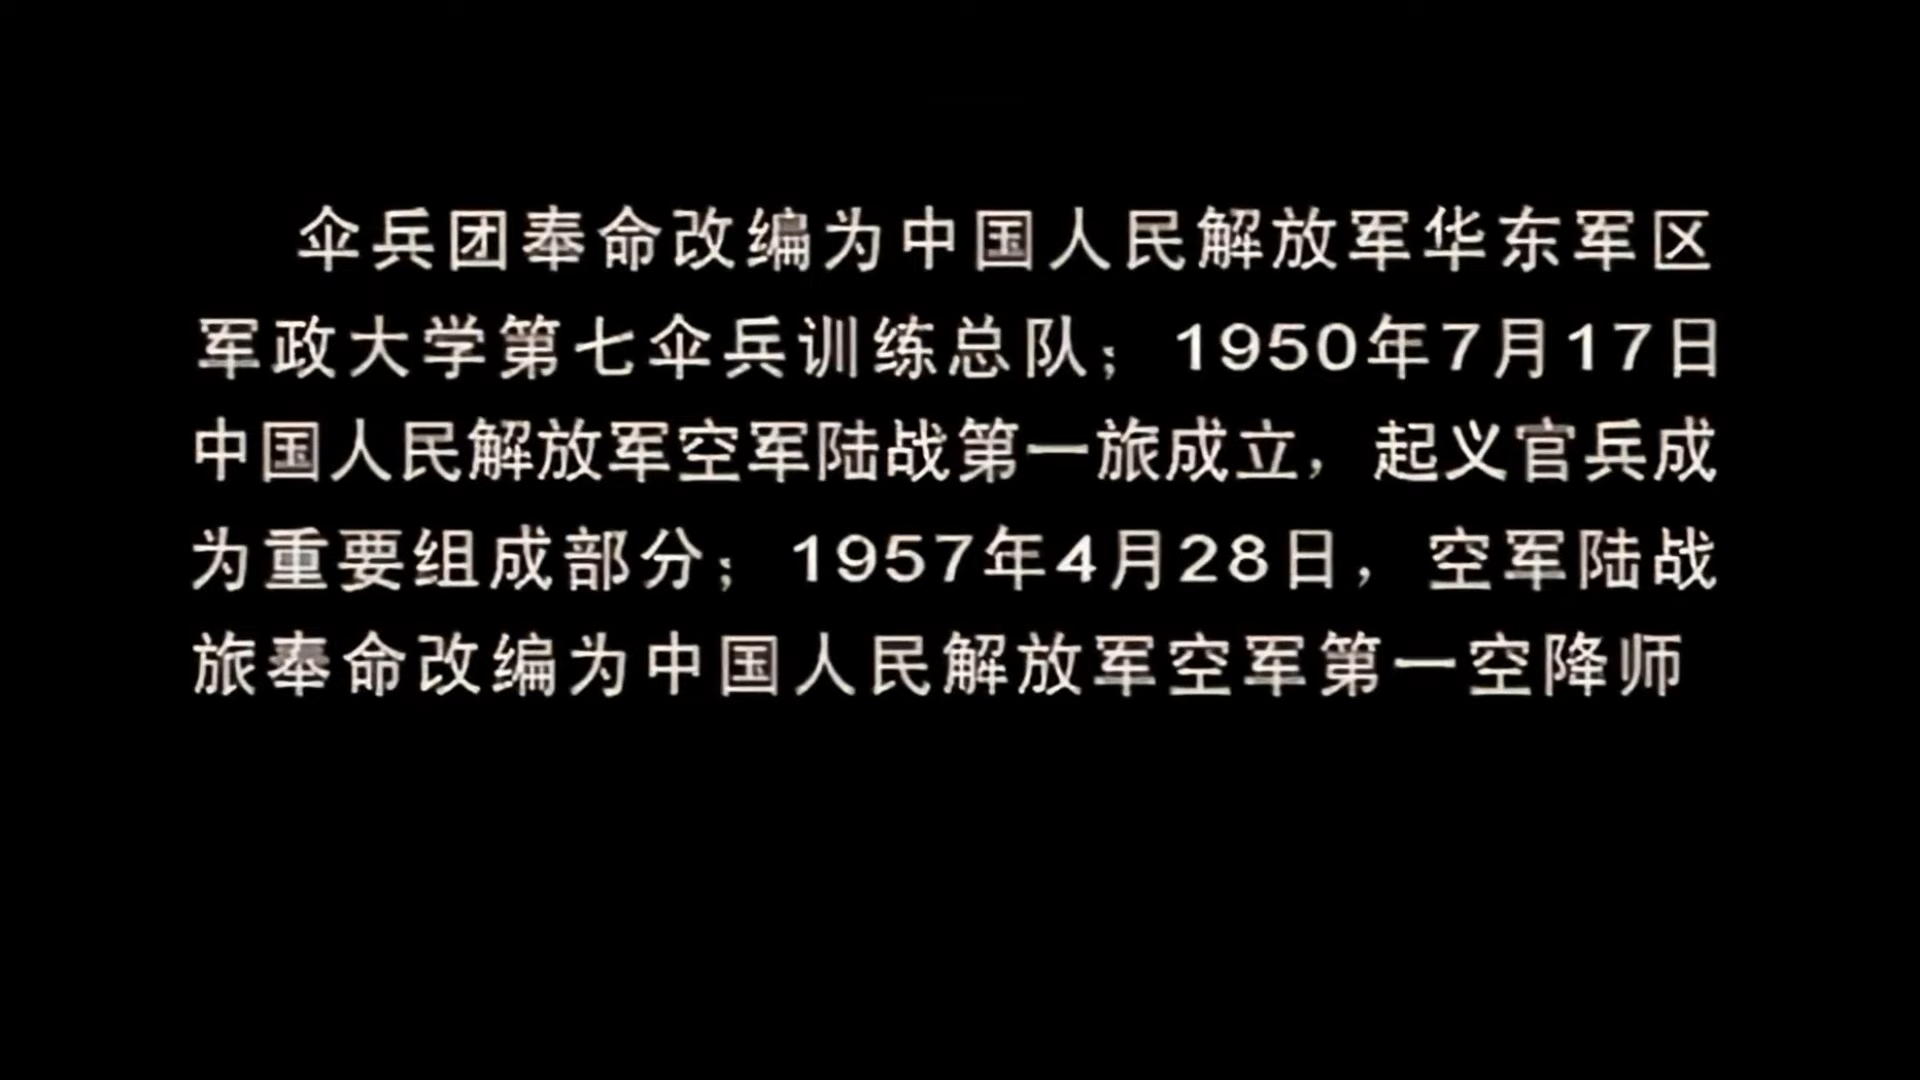 伞兵团奉命改编为中国人民解放军华东军区
军政大学第七伞兵训练总队；1950年7月17日
中国人民解放军空军陆战第一旅成立，起义官兵成
为重要组成部分；1957年4月28日，空军陆战
旅奉命改编为中国人民解放军空军第一空降师